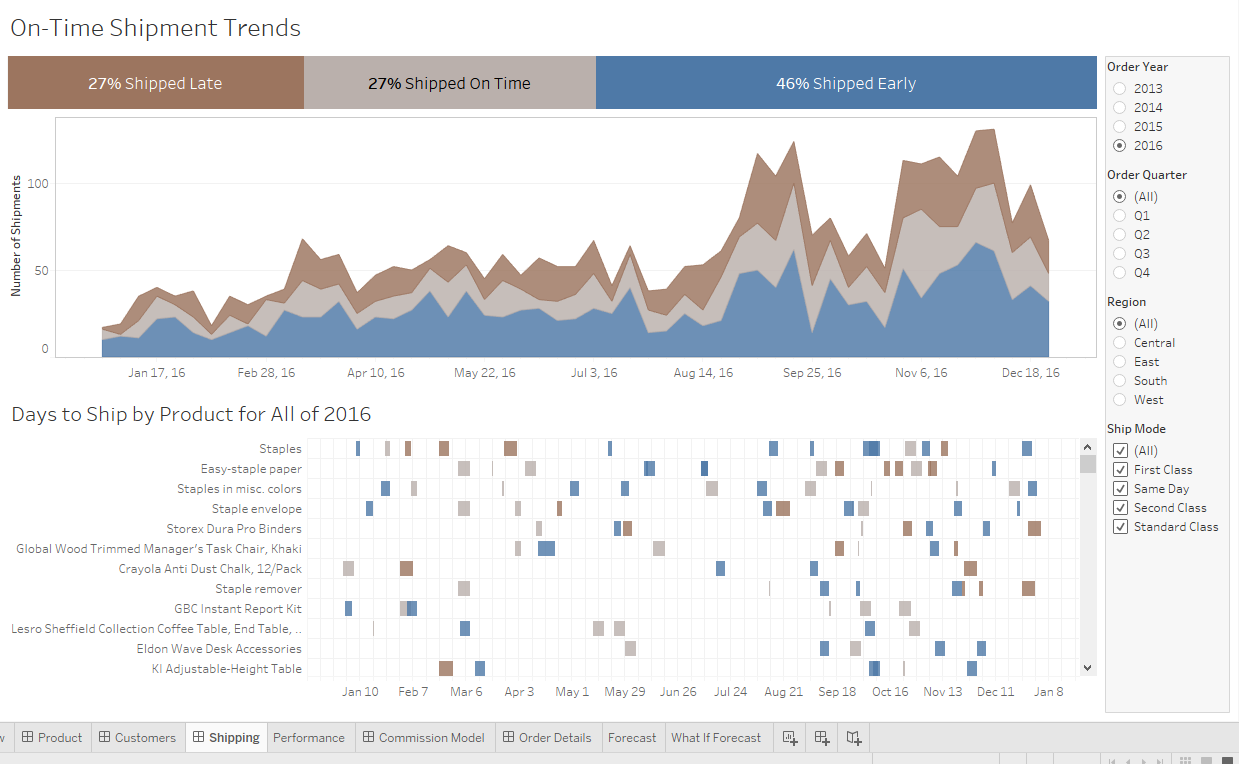 On-Time Shipment Trends
27% Shipped Late
27% Shipped On Time
46% Shipped Early
Number of Shipments
100
50
0
Jan 17, 16
Feb 28, 16
Apr 10, 16
May 22, 16
Jul 3, 16
Aug 14, 16
Sep 25, 16
Nov 6, 16
Dec 18, 16
Order Year
2013
2014
2015
2016
Order Quarter
(All)
Q1
Q2
Q3
Q4
Region
(All)
Central
East
South
West
Ship Mode
(All)
First Class
Same Day
Second Class
Standard Class
Days to Ship by Product for All of 2016
Staples
Easy-staple paper
Staples in misc. colors
Staple envelope
Storex Dura Pro Binders
Global Wood Trimmed Manager's Task Chair, Khaki
Crayola Anti Dust Chalk, 12/Pack
Staple remover
GBC Instant Report Kit
Lesro Sheffield Collection Coffee Table, End Table, ..
Eldon Wave Desk Accessories
KI Adjustable-Height Table
Jan 10
Feb 7
Mar 6
Apr 3
May 1
May 29
Jun 26
Jul 24
Aug 21
Sep 18
Oct 16
Nov 13
Dec 11
Jan 8
Product
Customers
Shipping
Performance
Commission Model
Order Details
Forecast
What If Forecast